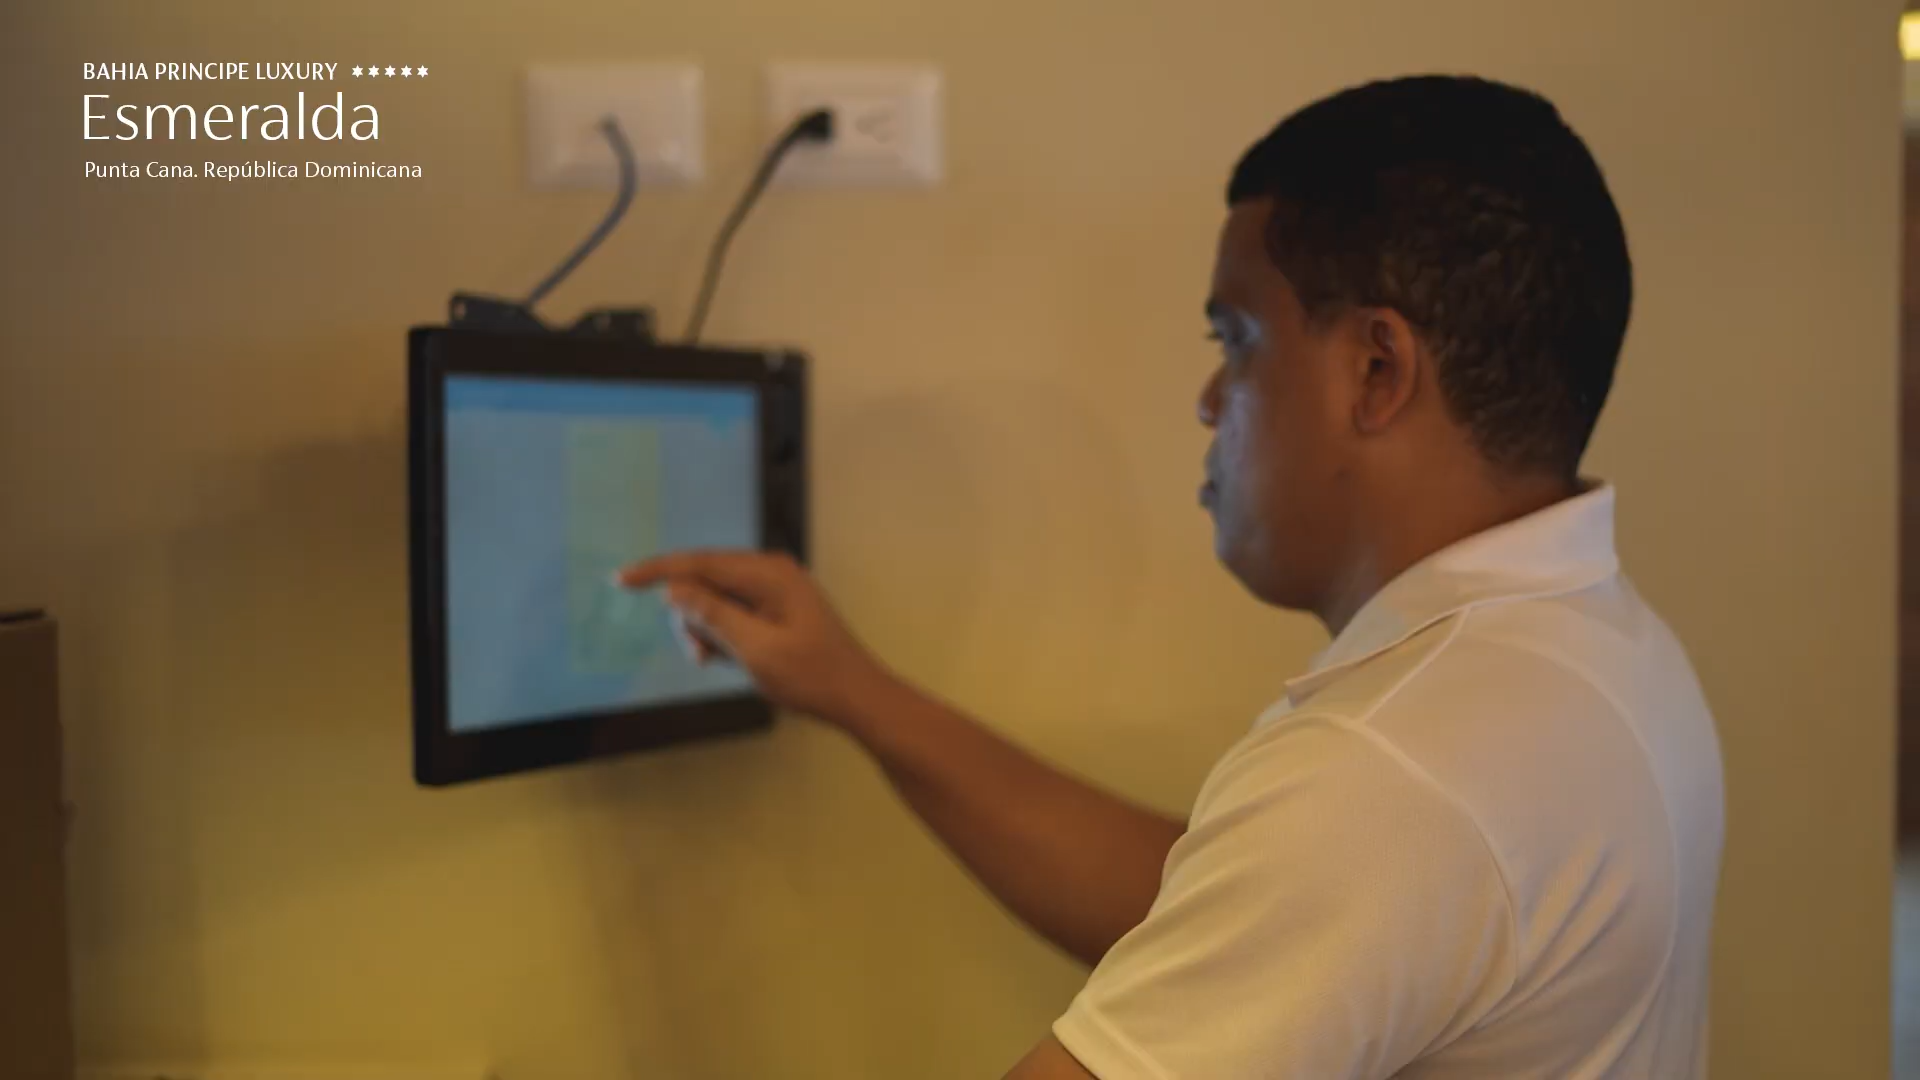 BAHIA PRINCIPE LUXURY ★★★★★
Esmeralda
Punta Cana. República Dominicana